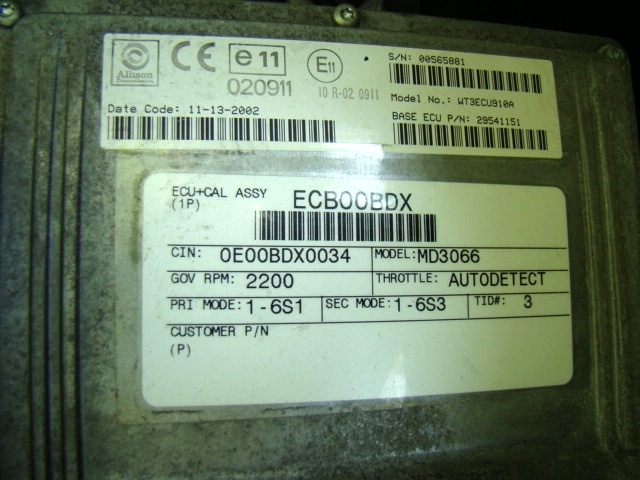 Allison
Transmission
CE
e11
020911
E11
10 R-02 0911
S/N: 00565881
Model No.: WT3ECU910A
BASE ECU P/N: 29541151
Date Code: 11-13-2002
ECU+CAL ASSY
(1P)
ECB00BDX
CIN: 0E00BDX0034
MODEL: MD3066
GOV RPM: 2200
THROTTLE: AUTODETECT
PRI MODE: 1-6S1
SEC MODE: 1-6S3
TID#: 3
CUSTOMER P/N
(P)